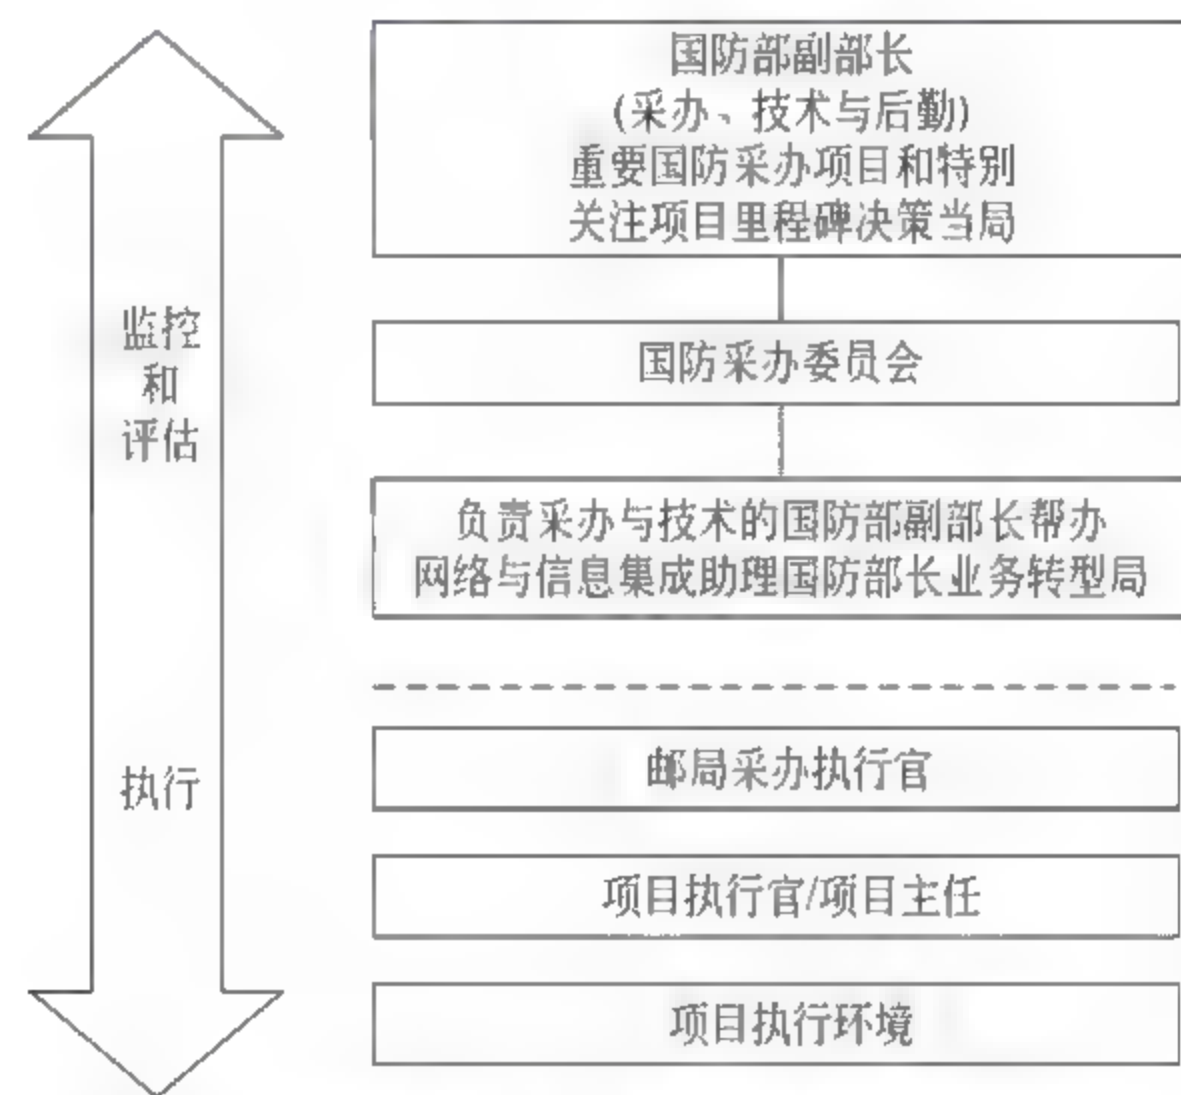 国防部副部长
(采办、技术与后勤)
重要国防采办项目和特别
关注项目里程碑决策当局
监控
和
评估
国防采办委员会
负责采办与技术的国防部副部长帮办
网络与信息集成助理国防部长业务转型局
执行
邮局采办执行官
项目执行官/项目主任
项目执行环境